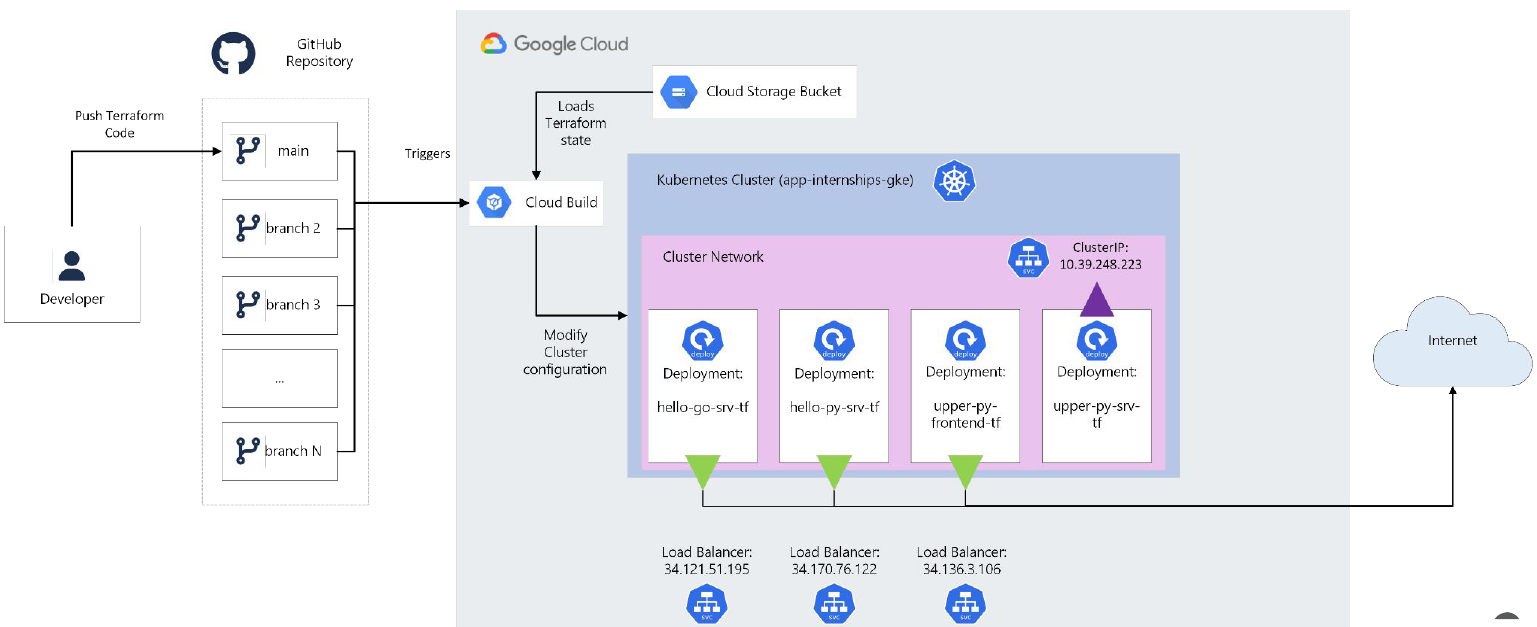 GitHub
Repository
Google Cloud
Cloud Storage Bucket
Loads
Terraform
state
Push Terraform
Code
main
Triggers
Kubernetes Cluster (app-internships-gke)
Cloud Build
branch 2
Cluster Network
svc
ClusterIP:
10.39.248.223
Developer
branch 3
Modify
Cluster
configuration
deploy
Deployment:
hello-go-srv-tf
deploy
Deployment:
hello-py-srv-tf
deploy
Deployment:
upper-py-
frontend-tf
deploy
Deployment:
upper-py-srv-
tf
Internet
...
branch N
Load Balancer:
34.121.51.195
svc
Load Balancer:
34.170.76.122
svc
Load Balancer:
34.136.3.106
svc